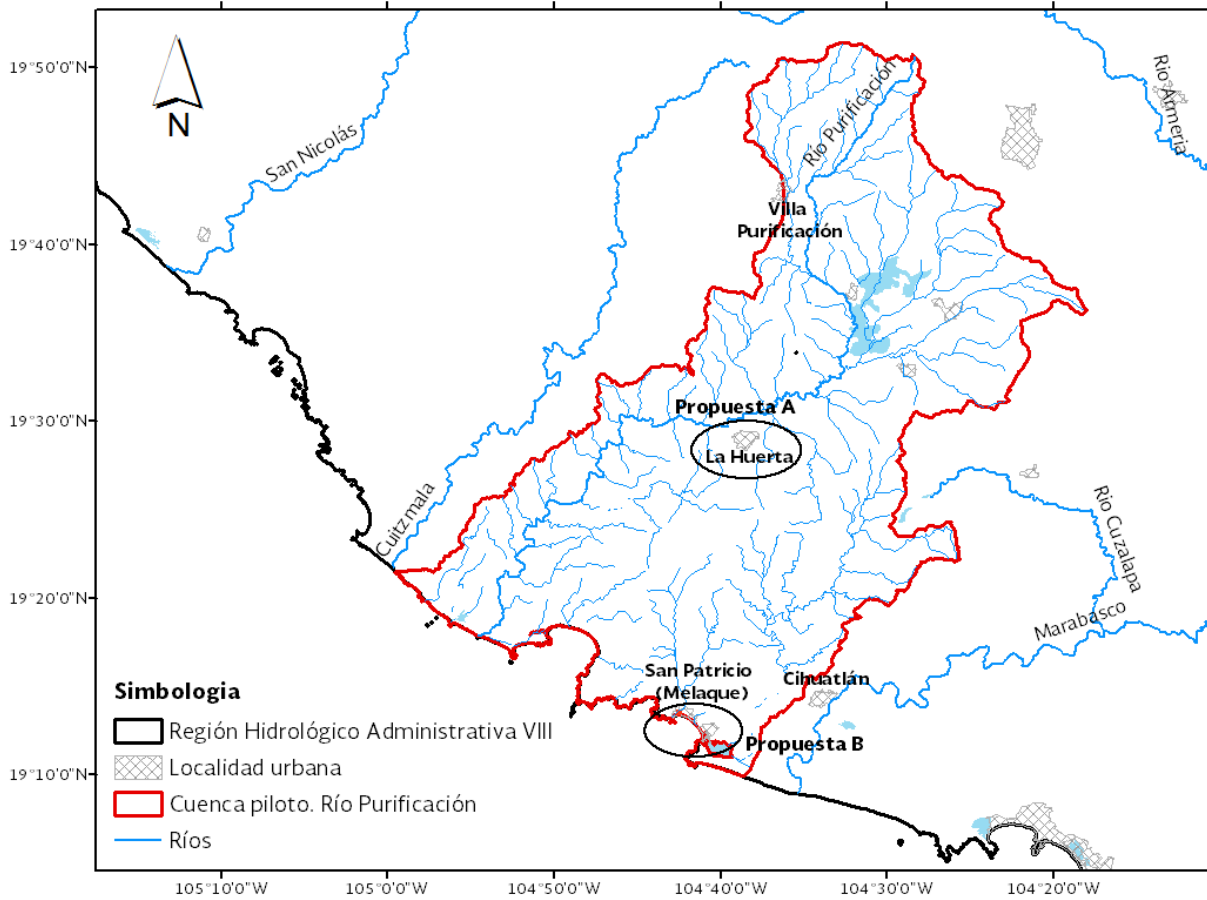 19°50'0"N
19°40'0"N
19°30'0"N
19°20'0"N
19°10'0"N
N
San Nicolás
Río Purificación
Rio Armeria
Villa
Purificación
Propuesta A
La Huerta
Cuitzmala
Rio Cuzalapa
Marabasco
San Patricio
(Melaque)
Cihuatlán
Propuesta B
Simbologia
Región Hidrológico Administrativa VIII
Localidad urbana
Cuenca piloto. Río Purificación
Ríos
105°10'0"W
105°0'0"W
104°50'0"W
104°40'0"W
104°30'0"W
104°20'0"W